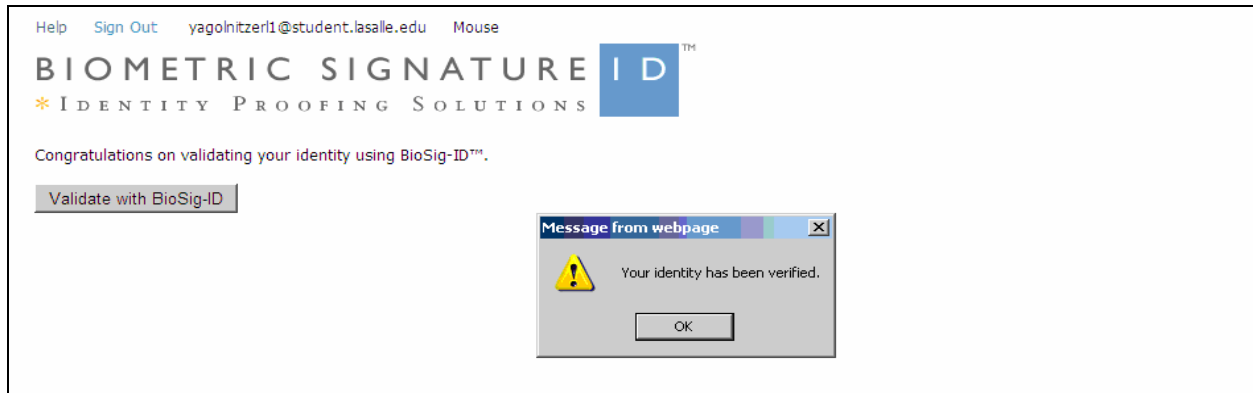 Help Sign Out yagolnitzerl1@student.lasalle.edu Mouse
BIOMETRIC SIGNATURE ID™
*IDENTITY PROOFING SOLUTIONS
Congratulations on validating your identity using BioSig-ID™.
Validate with BioSig-ID
Message from webpage
Your identity has been verified.
OK